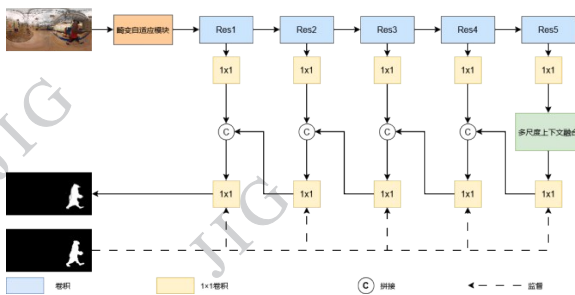 畸变自适应模块
Res1
Res2
Res3
Res4
Res5
1x1
1x1
1x1
1x1
1x1
C
C
C
C
多尺度上下文融合
1x1
1x1
1x1
1x1
1x1
JIG
JIG
卷积
1×1卷积
C
拼接
监督